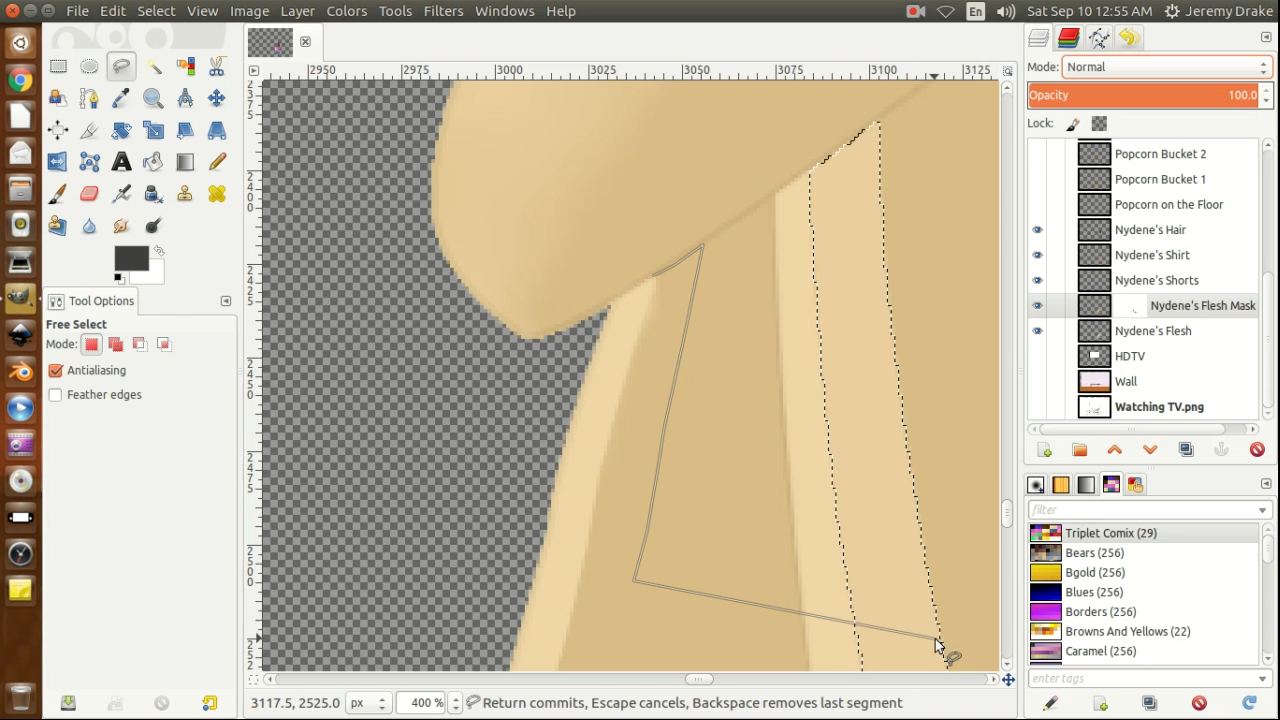 File Edit Select View Image Layer Colors Tools Filters Windows Help En Sat Sep 10 12:55 AM Jeremy Drake
2950 2975 3000 3025 3050 3075 3100 3125
Mode: Normal
Opacity 100.0
Lock:
Popcorn Bucket 2
Popcorn Bucket 1
Popcorn on the Floor
Nydene's Hair
Nydene's Shirt
Nydene's Shorts
Nydene's Flesh Mask
Nydene's Flesh
HDTV
Wall
Watching TV.png
Tool Options
Free Select
Mode:
Antialiasing
Feather edges
filter
Triplet Comix (29)
Bears (256)
Bgold (256)
Blues (256)
Borders (256)
Browns And Yellows (22)
Caramel (256)
enter tags
3117.5, 2525.0 px 400 % Return commits, Escape cancels, Backspace removes last segment